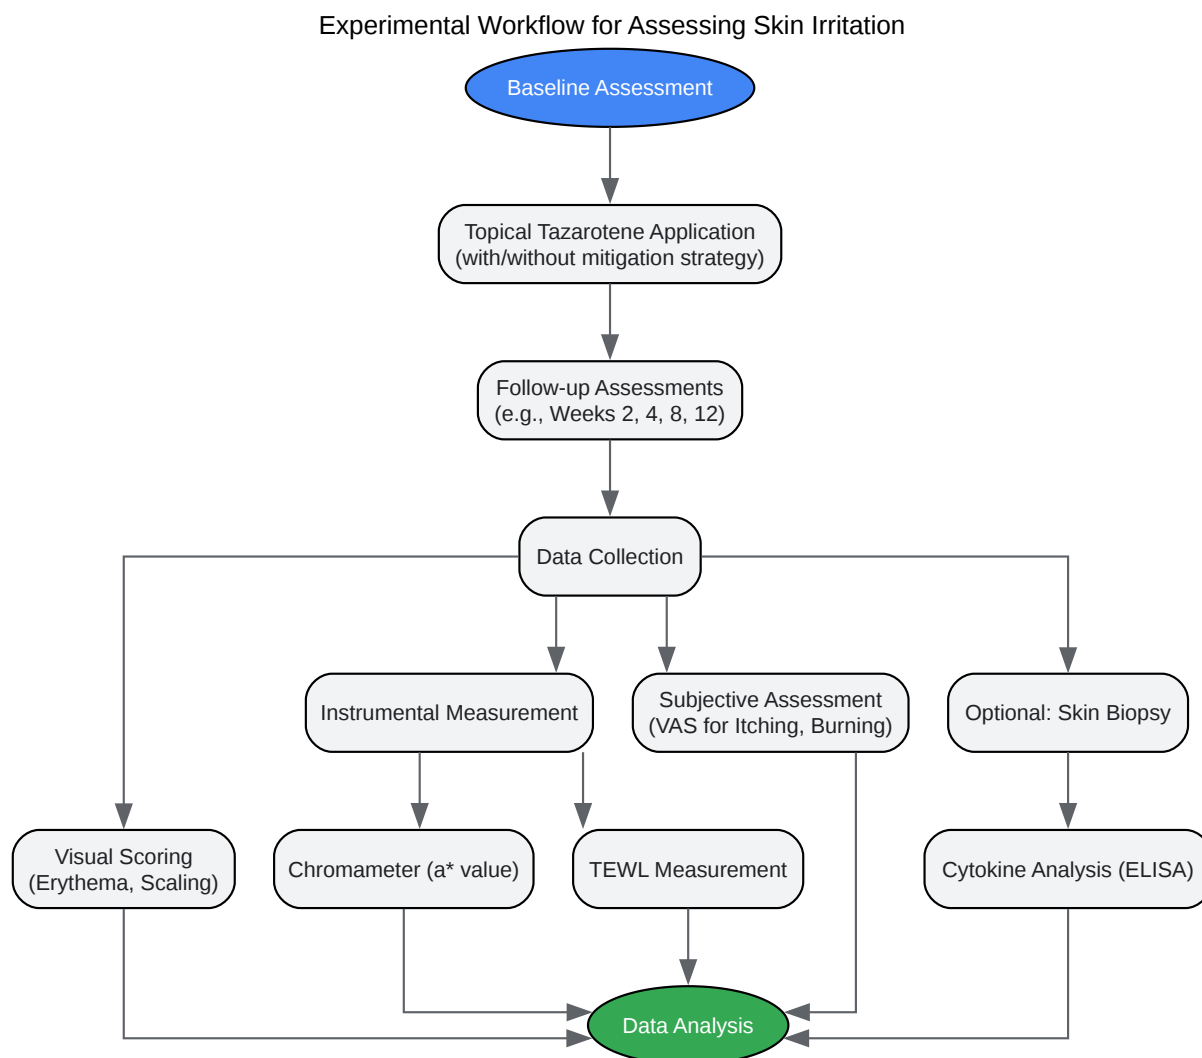 Experimental Workflow for Assessing Skin Irritation
Baseline Assessment
Topical Tazarotene Application
(with/without mitigation strategy)
Follow-up Assessments
(e.g., Weeks 2, 4, 8, 12)
Data Collection
Instrumental Measurement
Subjective Assessment
(VAS for Itching, Burning)
Optional: Skin Biopsy
Visual Scoring
(Erythema, Scaling)
Chromameter (a* value)
TEWL Measurement
Cytokine Analysis (ELISA)
Data Analysis